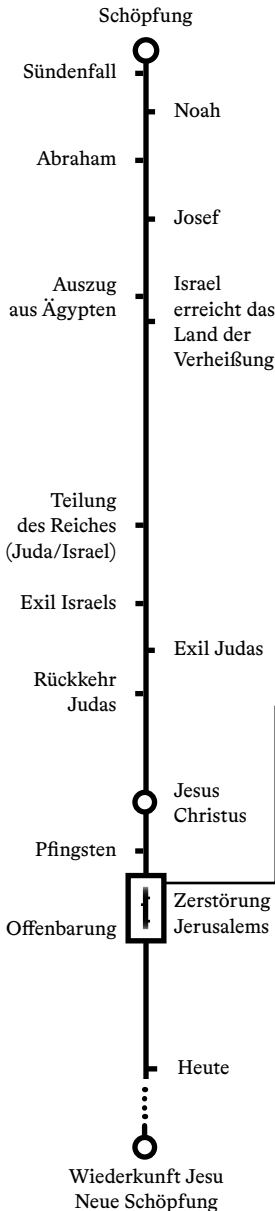 Schöpfung
Sündenfall
Noah
Abraham
Josef
Auszug
aus Ägypten
Israel
erreicht das
Land der
Verheißung
Teilung
des Reiches
(Juda/Israel)
Exil Israels
Exil Judas
Rückkehr
Judas
Jesus
Christus
Pfingsten
Offenbarung
Zerstörung
Jerusalems
Heute
Wiederkunft Jesu
Neue Schöpfung